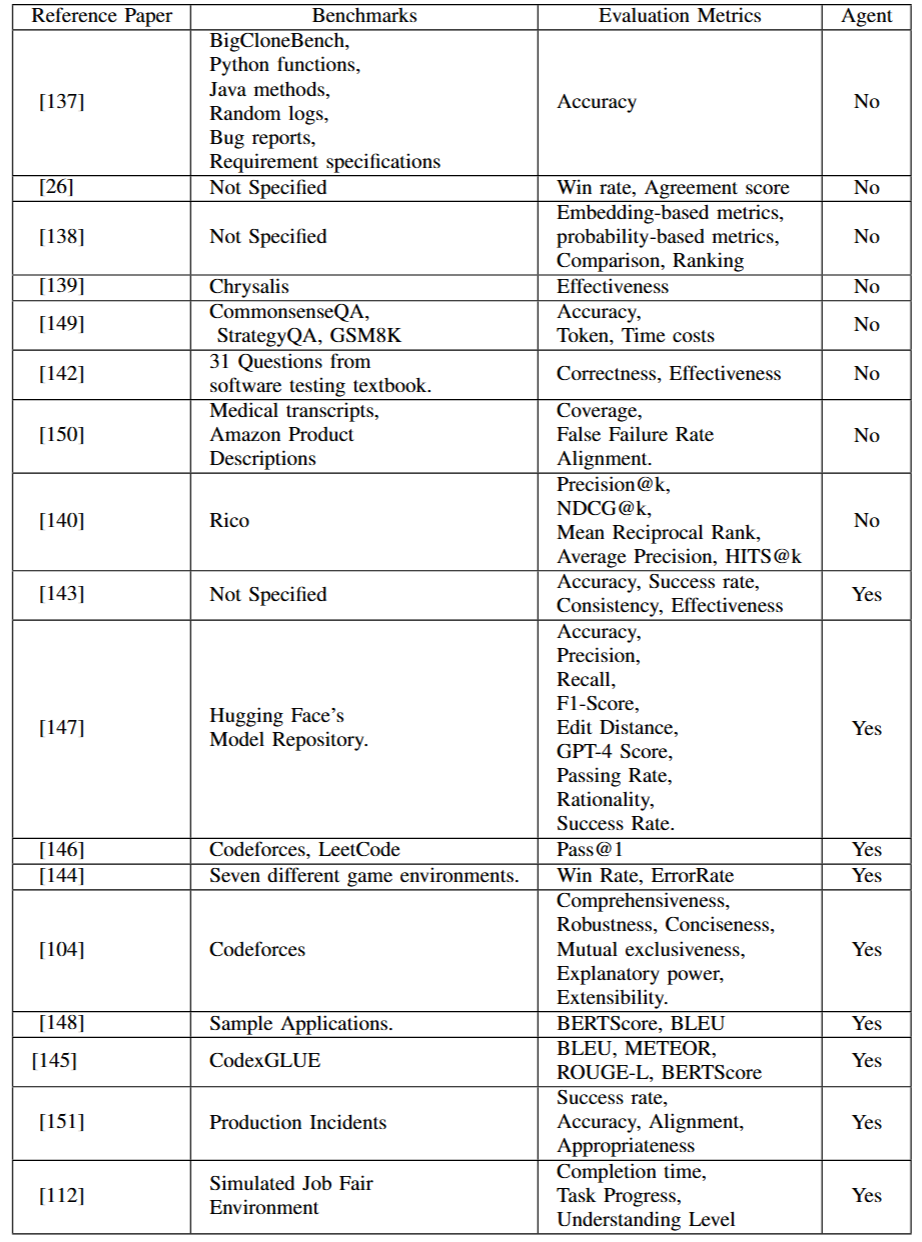 Reference Paper Benchmarks Evaluation Metrics Agent
[137]
BigCloneBench,
Python functions,
Java methods,
Random logs,
Bug reports,
Requirement specifications
Accuracy
No
[26] Not Specified Win rate, Agreement score No
[138]
Not Specified
Embedding-based metrics,
probability-based metrics,
Comparison, Ranking
No
[139] Chrysalis Effectiveness No
[149]
CommonsenseQA,
StrategyQA, GSM8K
Accuracy,
Token, Time costs
No
[142]
31 Questions from
software testing textbook.
Correctness, Effectiveness
No
[150]
Medical transcripts,
Amazon Product
Descriptions
Coverage,
False Failure Rate
Alignment.
No
[140]
Rico
Precision@k,
NDCG@k,
Mean Reciprocal Rank,
Average Precision, HITS@k
No
[143]
Not Specified
Accuracy, Success rate,
Consistency, Effectiveness
Yes
[147]
Hugging Face's
Model Repository.
Accuracy,
Precision,
Recall,
F1-Score,
Edit Distance,
GPT-4 Score,
Passing Rate,
Rationality,
Success Rate.
Yes
[146] Codeforces, LeetCode Pass@1 Yes
[144] Seven different game environments. Win Rate, ErrorRate Yes
[104]
Codeforces
Comprehensiveness,
Robustness, Conciseness,
Mutual exclusiveness,
Explanatory power,
Extensibility.
Yes
[148] Sample Applications. BERTScore, BLEU Yes
[145]
CodexGLUE
BLEU, METEOR,
ROUGE-L, BERTScore
Yes
[151]
Production Incidents
Success rate,
Accuracy, Alignment,
Appropriateness
Yes
[112]
Simulated Job Fair
Environment
Completion time,
Task Progress,
Understanding Level
Yes